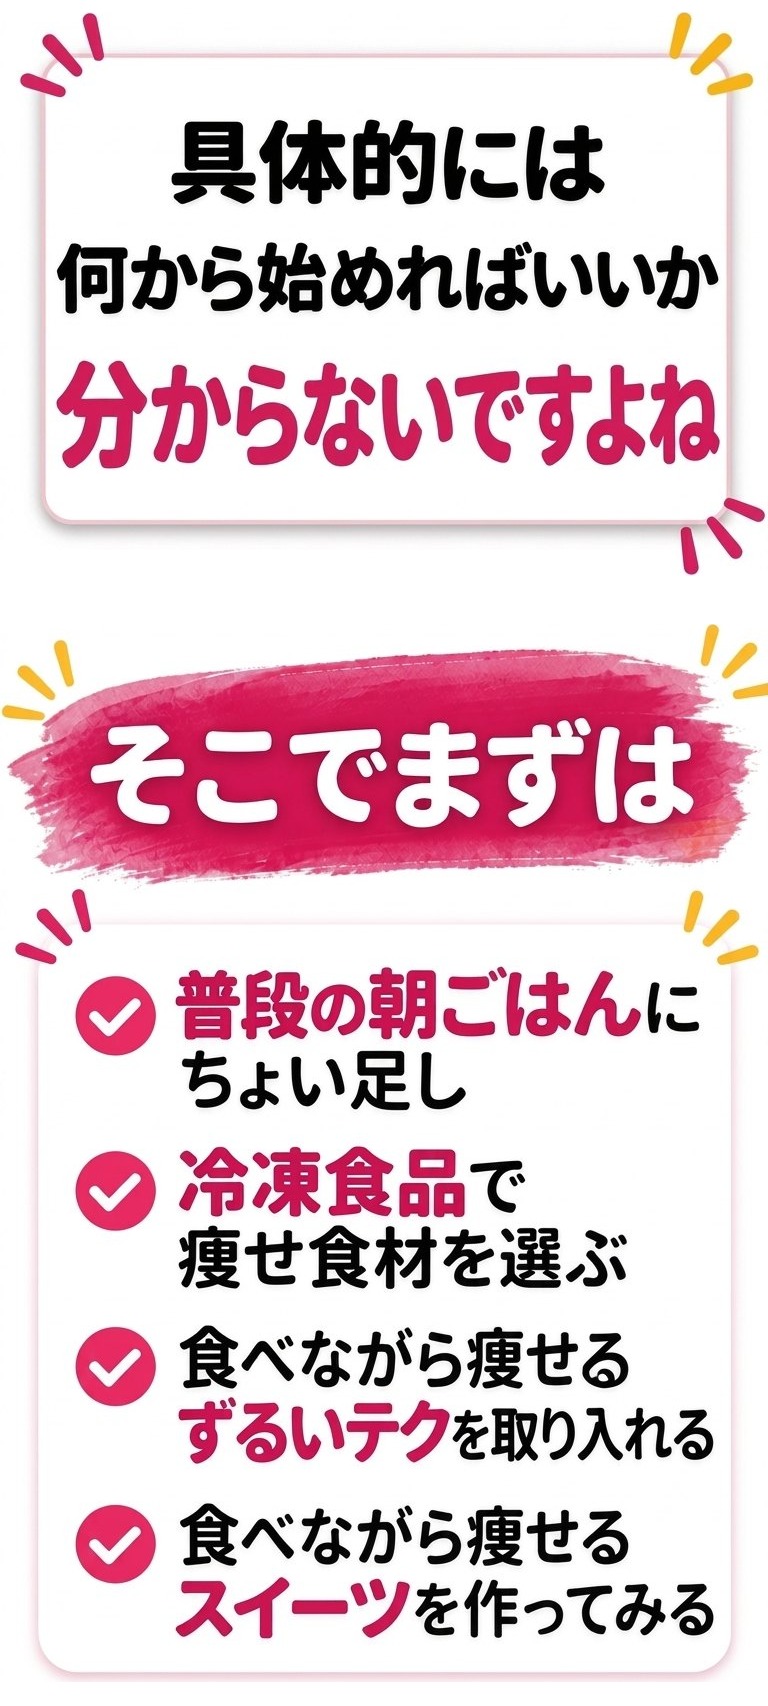 具体的には
何から始めればいいか
分からないですよね
そこでまずは
普段の朝ごはんに
ちょい足し
冷凍食品で
痩せ食材を選ぶ
食べながら痩せる
ずるいテクを取り入れる
食べながら痩せる
スイーツを作ってみる